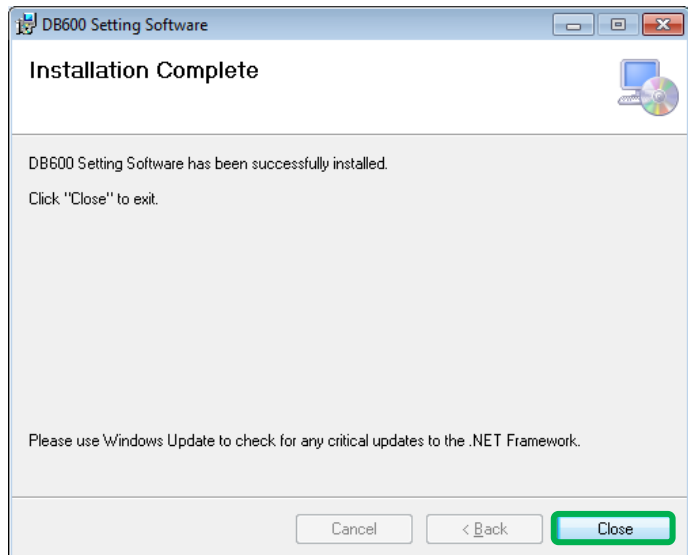 DB600 Setting Software
Installation Complete
DB600 Setting Software has been successfully installed.
Click "Close" to exit.
Please use Windows Update to check for any critical updates to the .NET Framework.
Cancel
< Back
Close